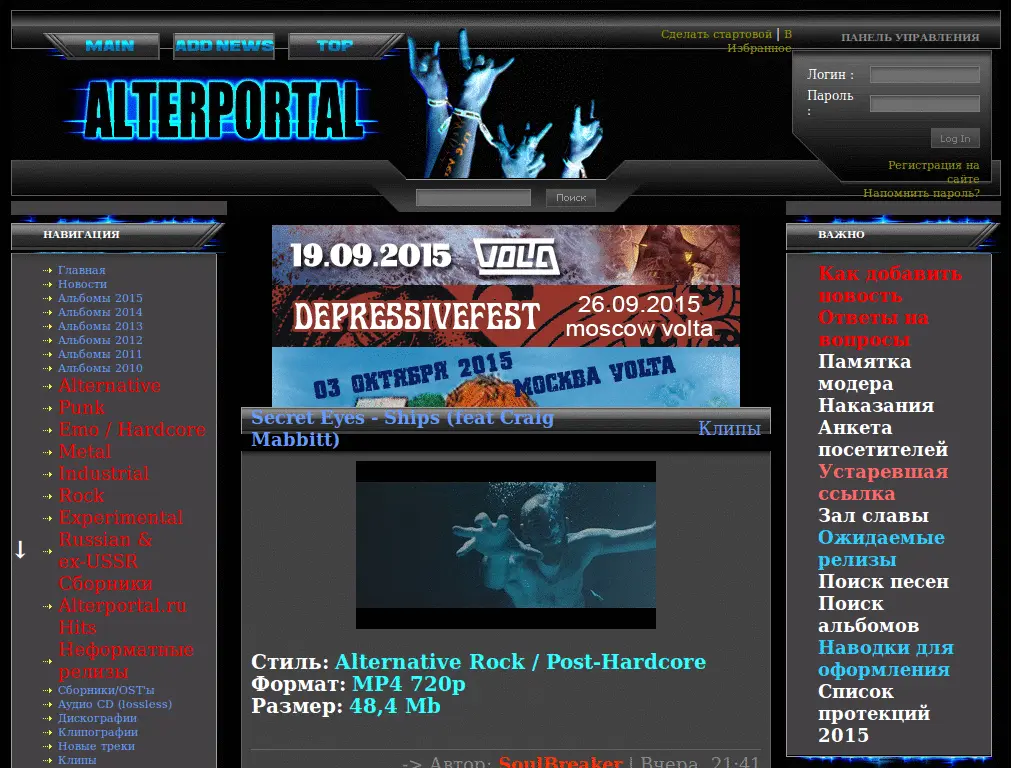 MAIN
ADD NEWS
TOP
Сделать стартовой | В
Избранное
ПАНЕЛЬ УПРАВЛЕНИЯ
Логин :
Пароль
:
Log In
Регистрация на
сайте
Напомнить пароль?
ALTERPORTAL
Поиск
НАВИГАЦИЯ
Главная
Новости
Альбомы 2015
Альбомы 2014
Альбомы 2013
Альбомы 2012
Альбомы 2011
Альбомы 2010
Alternative
Punk
Emo / Hardcore
Metal
Industrial
Rock
Experimental
Russian &
ex-USSR
Сборники
Alterportal.ru
Hits
Неформатные
релизы
Сборники/OST'ы
Аудио CD (lossless)
Дискографии
Клипографии
Новые треки
Клипы
19.09.2015 VOLTA
DEPRESSIVEFEST
26.09.2015
moscow volta
03 ОКТЯБРЯ 2015
МОСКВА VOLTA
Secret Eyes - Ships (feat Craig
Mabbitt)
Клипы
Стиль: Alternative Rock / Post-Hardcore
Формат: MP4 720p
Размер: 48,4 Mb
-> Автор: SoulBreaker | Вчера, 21:41
ВАЖНО
Как добавить
новость
Ответы на
вопросы
Памятка
модера
Наказания
Анкета
посетителей
Устаревшая
ссылка
Зал славы
Ожидаемые
релизы
Поиск песен
Поиск
альбомов
Наводки для
оформления
Список
протекций
2015